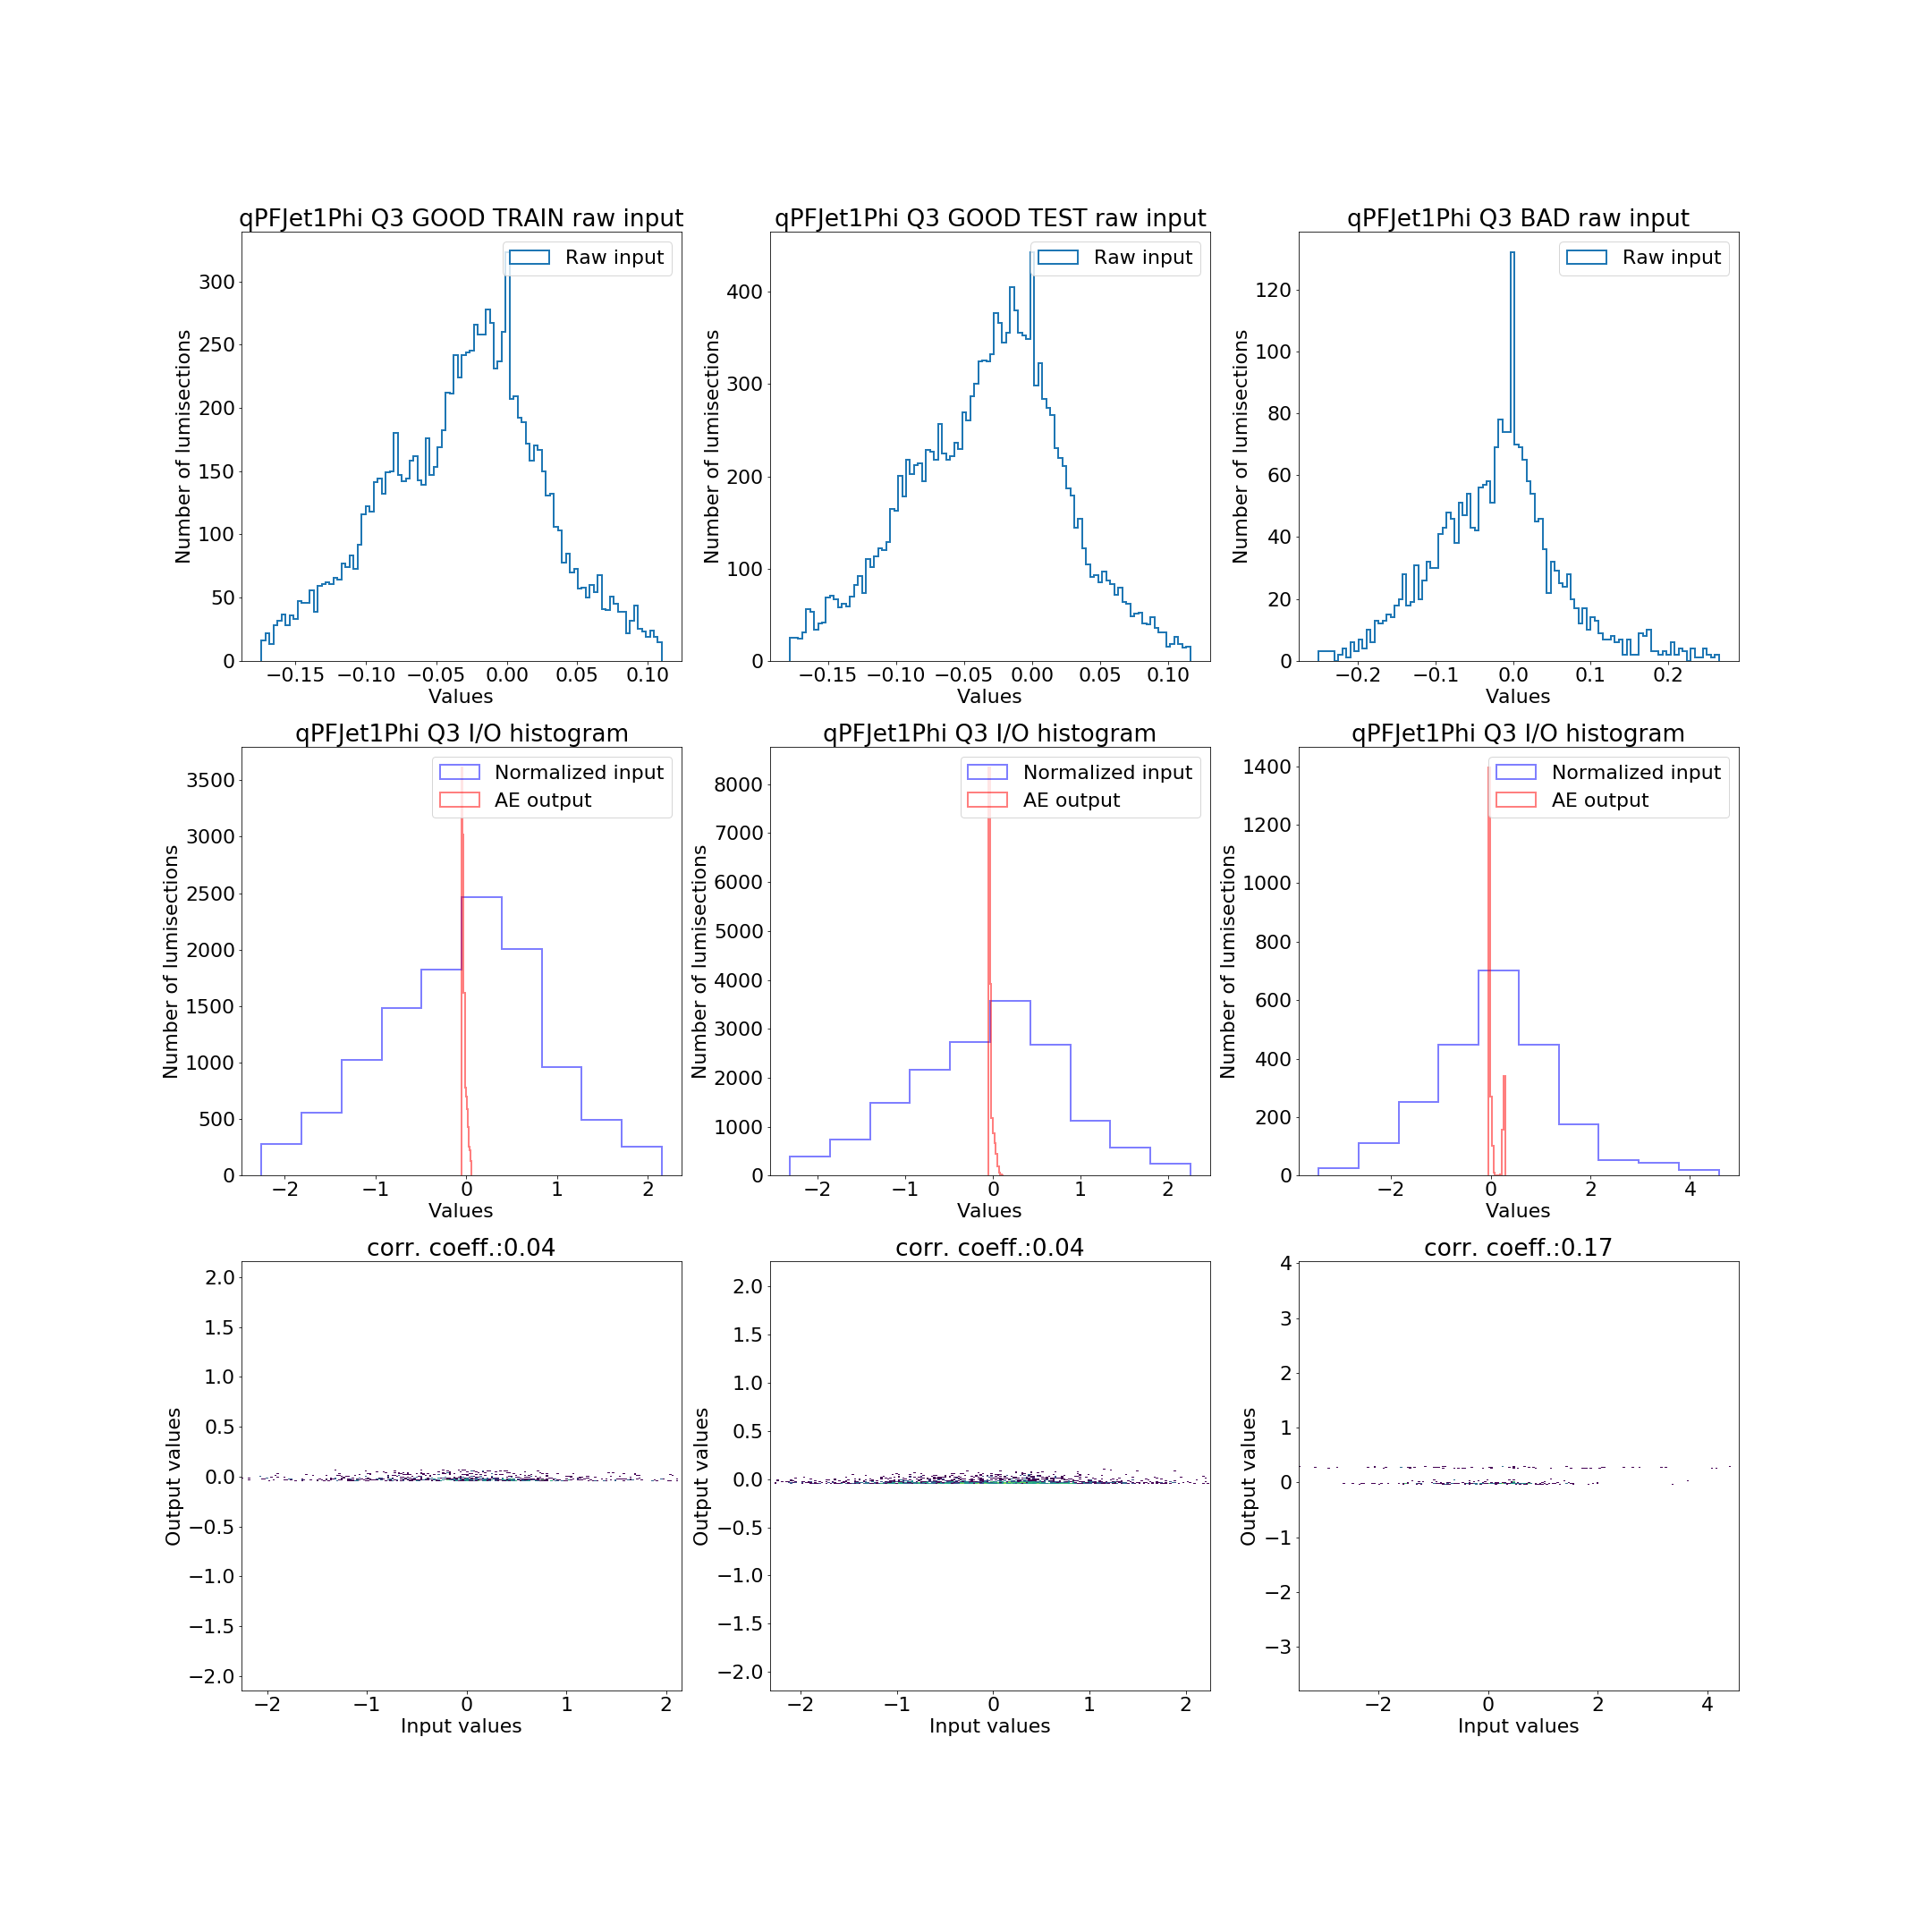 qPFJet1Phi Q3 GOOD TRAIN raw input
Raw input
Number of lumisections
300
250
200
150
100
50
0
−0.15 −0.10 −0.05 0.00 0.05 0.10
Values
qPFJet1Phi Q3 GOOD TEST raw input
Raw input
Number of lumisections
400
300
200
100
0
−0.15 −0.10 −0.05 0.00 0.05 0.10
Values
qPFJet1Phi Q3 BAD raw input
Raw input
Number of lumisections
120
100
80
60
40
20
0
−0.2 −0.1 0.0 0.1 0.2
Values
qPFJet1Phi Q3 I/O histogram
Normalized input
AE output
Number of lumisections
3500
3000
2500
2000
1500
1000
500
0
−2 −1 0 1 2
Values
qPFJet1Phi Q3 I/O histogram
Normalized input
AE output
Number of lumisections
8000
7000
6000
5000
4000
3000
2000
1000
0
−2 −1 0 1 2
Values
qPFJet1Phi Q3 I/O histogram
Normalized input
AE output
Number of lumisections
1400
1200
1000
800
600
400
200
0
−2 0 2 4
Values
corr. coeff.:0.04
Output values
2.0
1.5
1.0
0.5
0.0
−0.5
−1.0
−1.5
−2.0
−2 −1 0 1 2
Input values
corr. coeff.:0.04
Output values
2.0
1.5
1.0
0.5
0.0
−0.5
−1.0
−1.5
−2.0
−2 −1 0 1 2
Input values
corr. coeff.:0.17
Output values
4
3
2
1
0
−1
−2
−3
−2 0 2 4
Input values